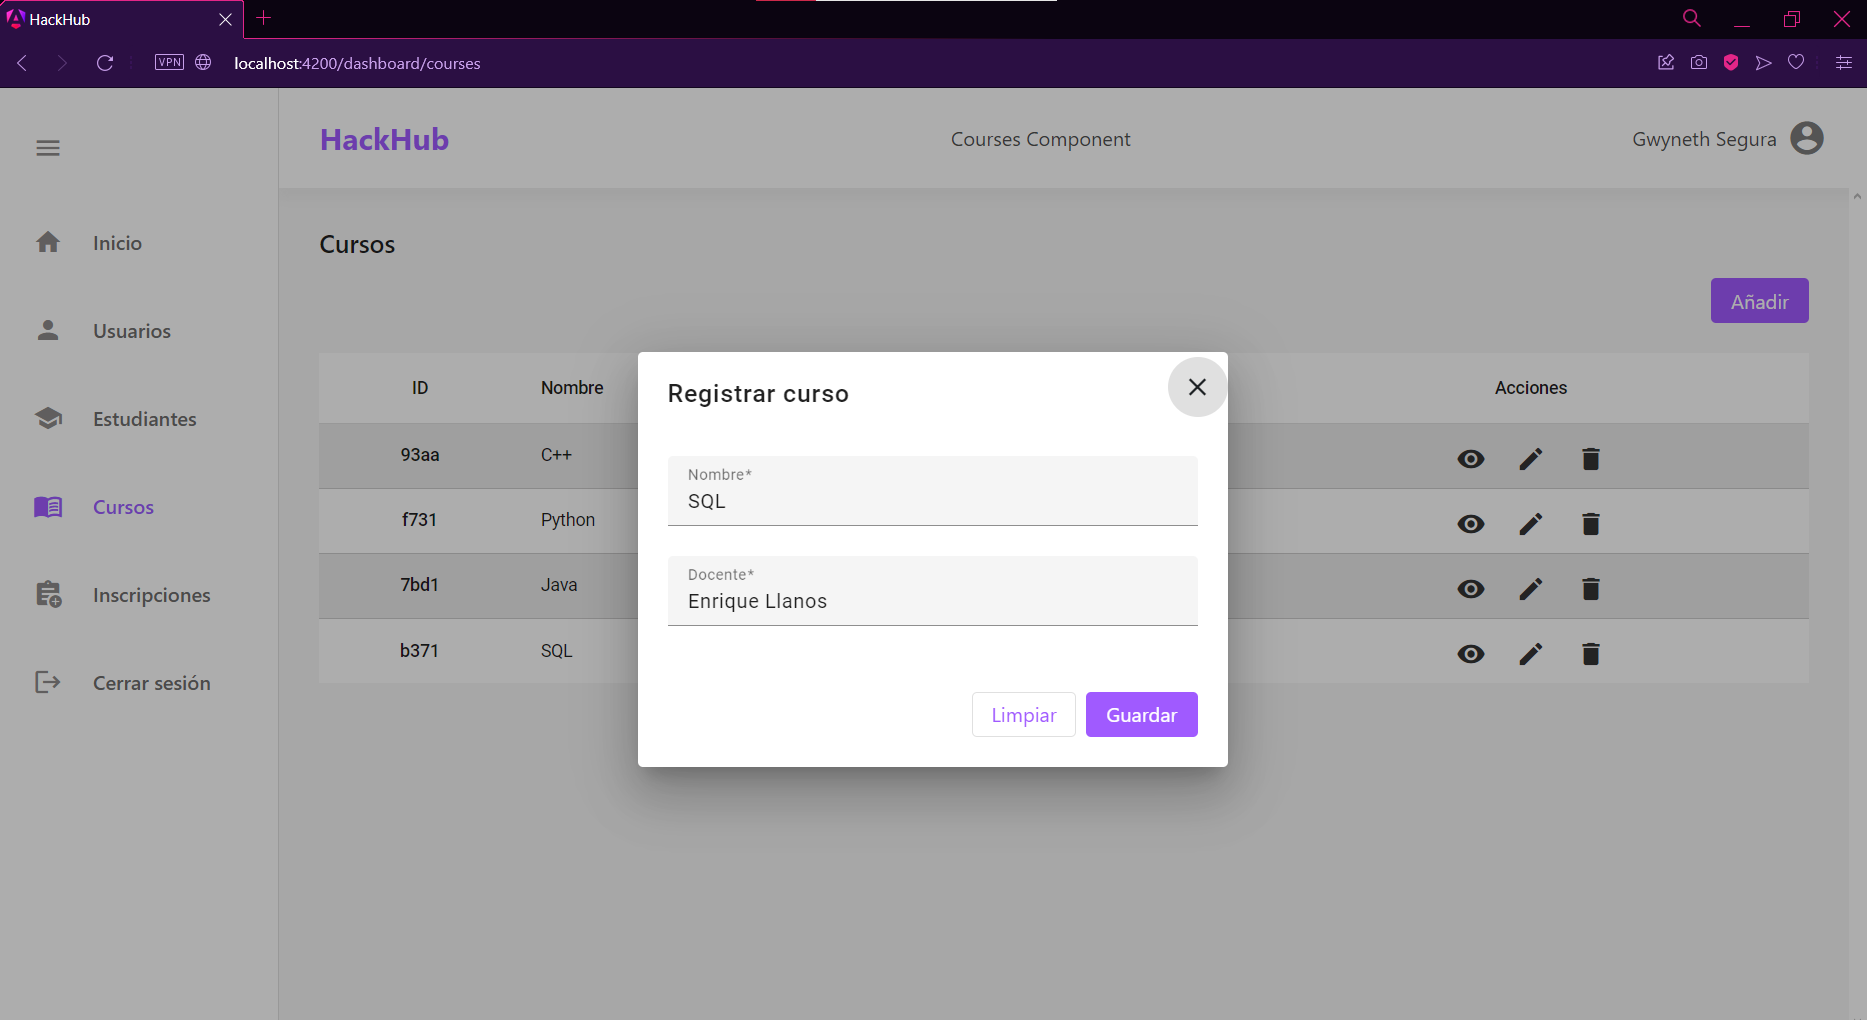 HackHub
VPN localhost:4200/dashboard/courses
HackHub Courses Component Gwyneth Segura
Inicio
Usuarios
Estudiantes
Cursos
Inscripciones
Cerrar sesión
Cursos
Añadir
ID Nombre Acciones
93aa C++
f731 Python
7bd1 Java
b371 SQL
Registrar curso
Nombre*
SQL
Docente*
Enrique Llanos
Limpiar Guardar